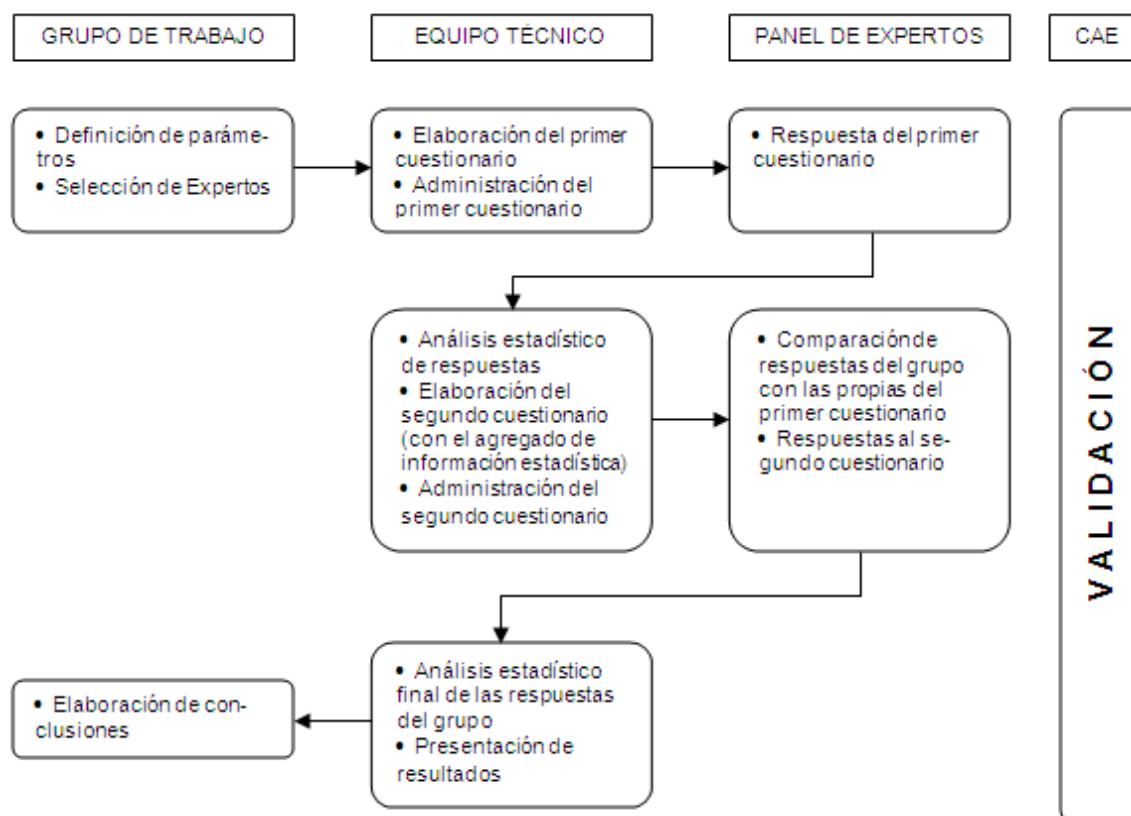 GRUPO DE TRABAJO
EQUIPO TÉCNICO
PANEL DE EXPERTOS
CAE
• Definición de paráme-
tros
• Selección de Expertos
• Elaboración del primer
cuestionario
• Administración del
primer cuestionario
• Respuesta del primer
cuestionario
• Análisis estadístico
de respuestas
• Elaboración del
segundo cuestionario
(con el agregado de
información estadística)
• Administración del
segundo cuestionario
• Comparación de
respuestas del grupo
con las propias del
primer cuestionario
• Respuestas al se-
gundo cuestionario
• Análisis estadístico
final de las respuestas
del grupo
• Presentación de
resultados
• Elaboración de con-
clusiones
VALIDACIÓN